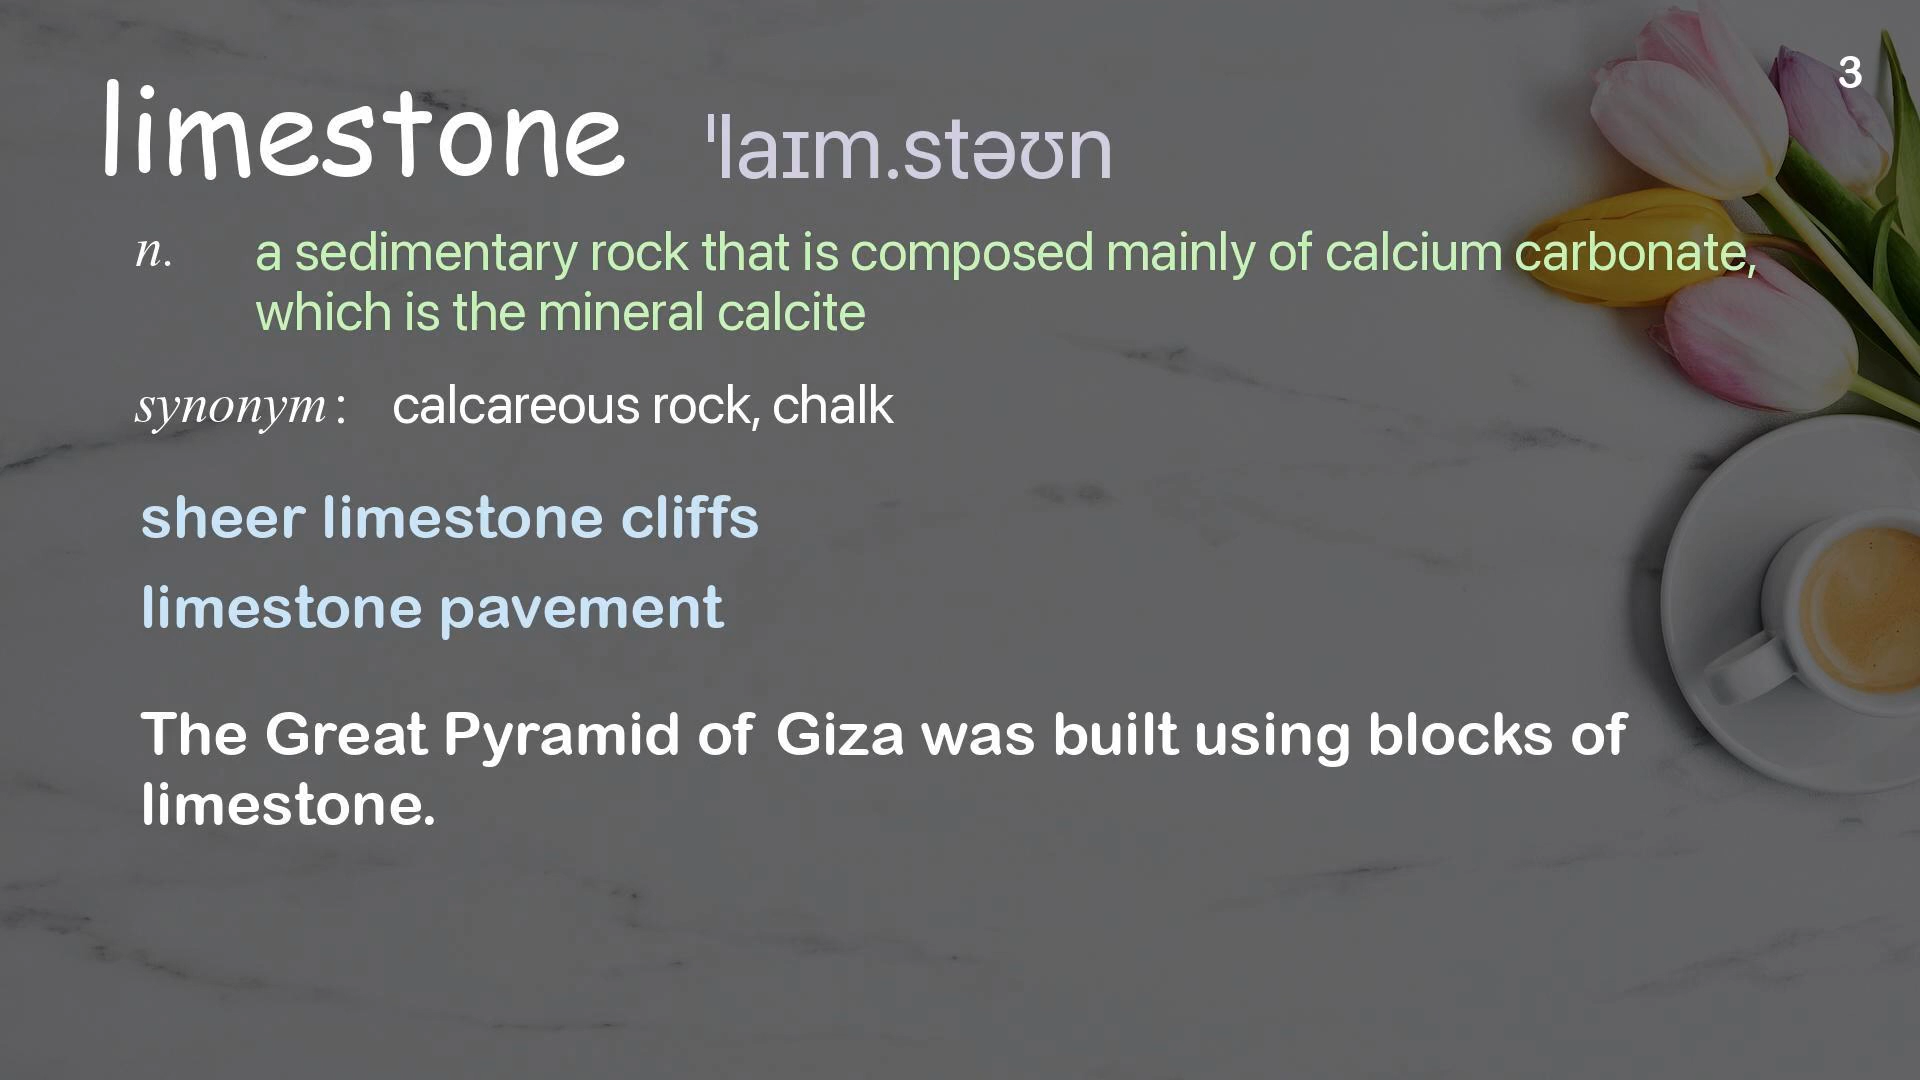 3
limestone ˈlaɪm.stəʊn
n. a sedimentary rock that is composed mainly of calcium carbonate,
which is the mineral calcite
synonym: calcareous rock, chalk
sheer limestone cliffs
limestone pavement
The Great Pyramid of Giza was built using blocks of
limestone.